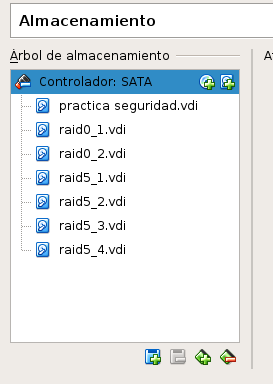 Almacenamiento
Árbol de almacenamiento
Controlador: SATA
practica seguridad.vdi
raid0_1.vdi
raid0_2.vdi
raid5_1.vdi
raid5_2.vdi
raid5_3.vdi
raid5_4.vdi